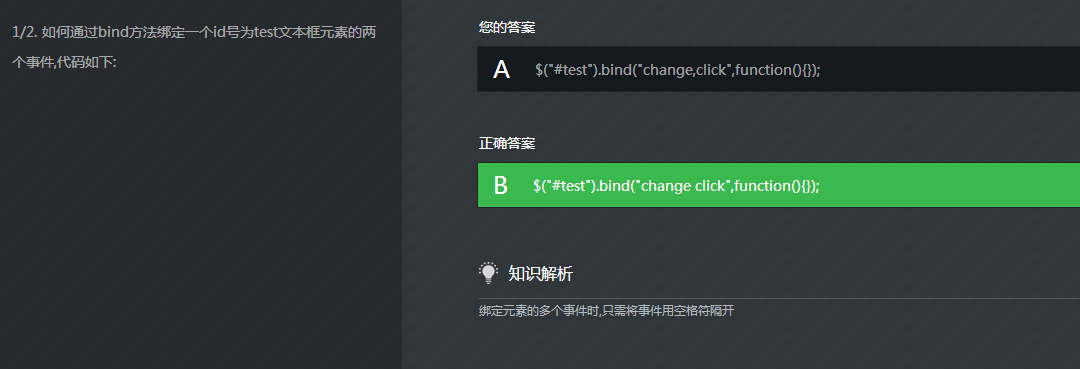 1/2. 如何通过bind方法绑定一个id号为test文本框元素的两
个事件,代码如下:
您的答案
A $("#test").bind("change,click",function(){});
正确答案
B $("#test").bind("change click",function(){});
知识解析
绑定元素的多个事件时,只需将事件用空格符隔开